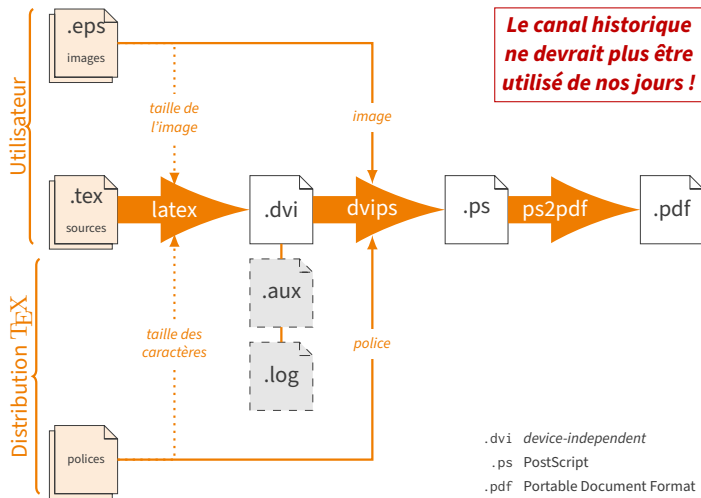 .eps
images
Le canal historique
ne devrait plus être
utilisé de nos jours !
Utilisateur
taille de
l'image
image
.tex
sources
latex
.dvi
dvips
.ps
ps2pdf
.pdf
.aux
.log
Distribution TEX
taille des
caractères
police
polices
.dvi device-independent
.ps PostScript
.pdf Portable Document Format